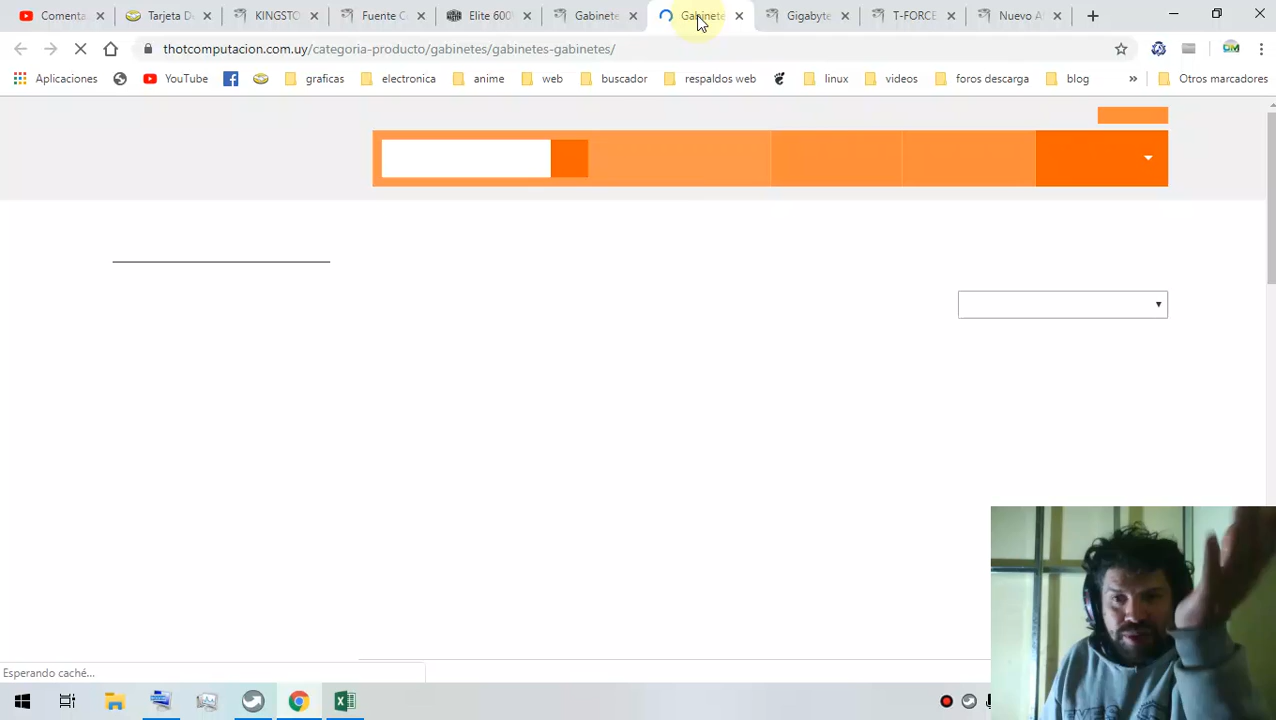 Comenta
Tarjeta D
KINGSTO
Fuente C
Elite 600
Gabinete
Gabinete
Gigabyte
T-FORCE
Nuevo A
thotcomputacion.com.uy/categoria-producto/gabinetes/gabinetes-gabinetes/
Aplicaciones
YouTube
graficas
electronica
anime
web
buscador
respaldos web
linux
videos
foros descarga
blog
»
Otros marcadores
Esperando caché...